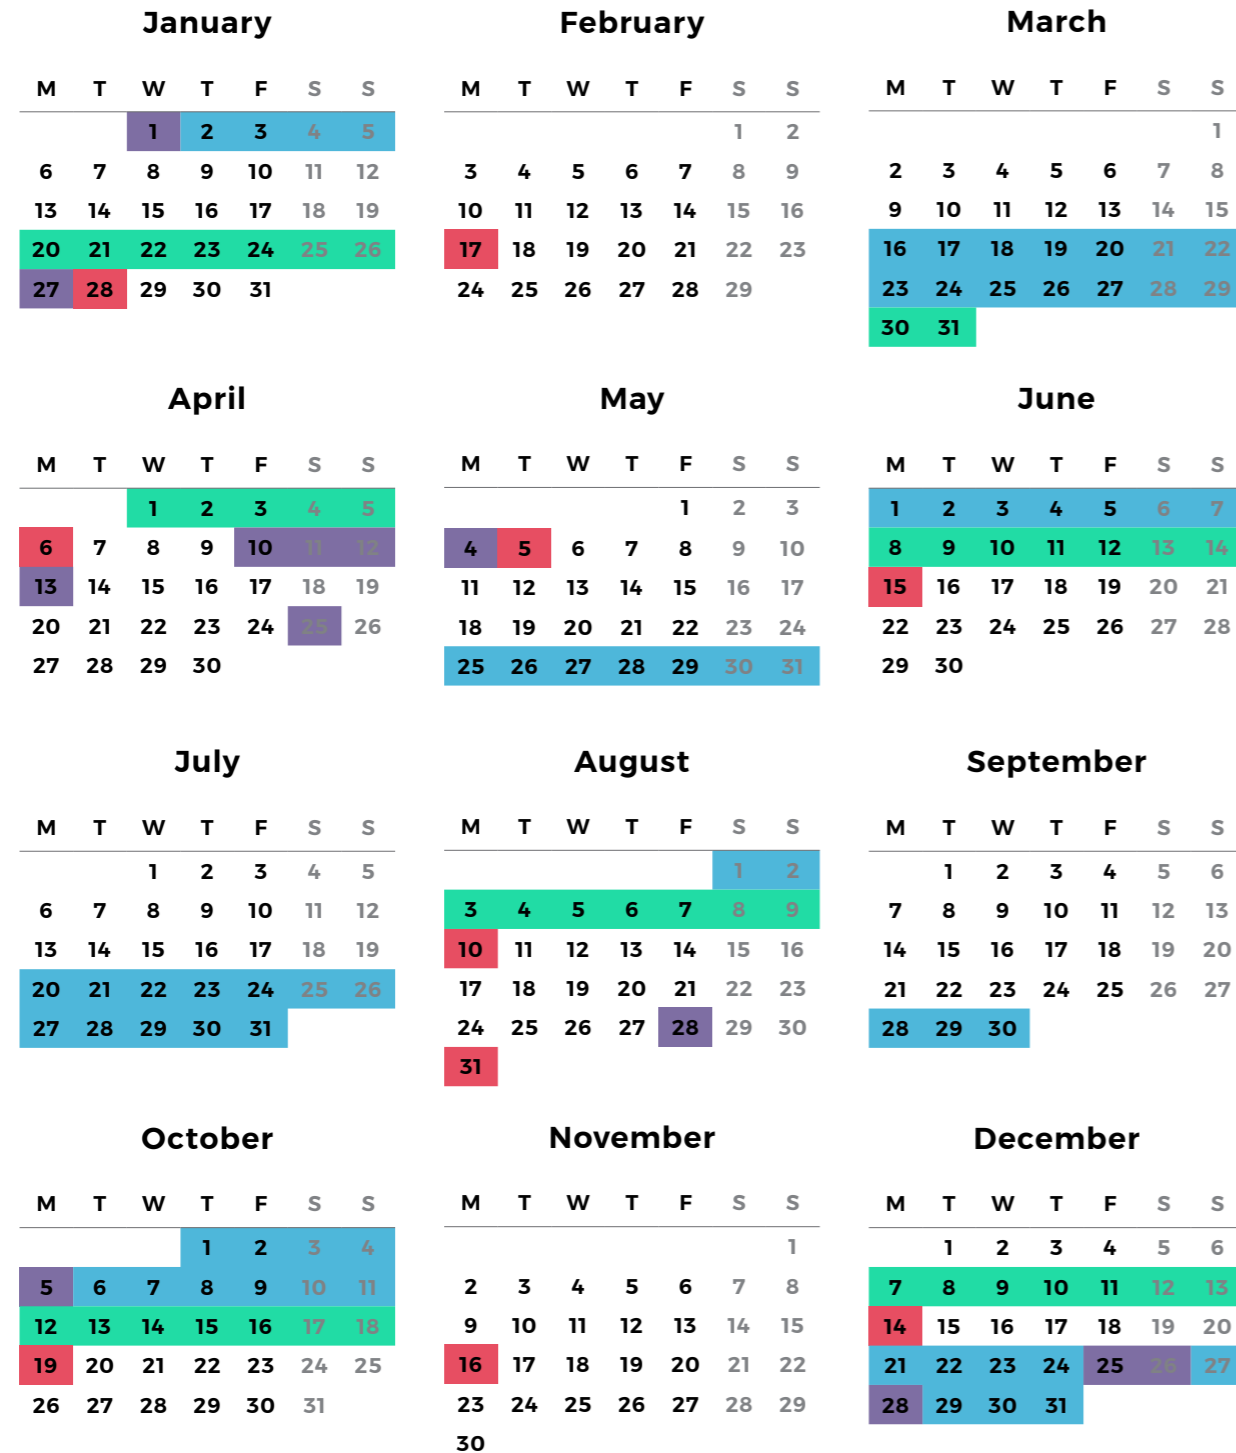 January
M T W T F S S
1 2 3 4 5
6 7 8 9 10 11 12
13 14 15 16 17 18 19
20 21 22 23 24 25 26
27 28 29 30 31
February
M T W T F S S
1 2
3 4 5 6 7 8 9
10 11 12 13 14 15 16
17 18 19 20 21 22 23
24 25 26 27 28 29
March
M T W T F S S
1
2 3 4 5 6 7 8
9 10 11 12 13 14 15
16 17 18 19 20 21 22
23 24 25 26 27 28 29
30 31
April
M T W T F S S
1 2 3 4 5
6 7 8 9 10 11 12
13 14 15 16 17 18 19
20 21 22 23 24 25 26
27 28 29 30
May
M T W T F S S
1 2 3
4 5 6 7 8 9 10
11 12 13 14 15 16 17
18 19 20 21 22 23 24
25 26 27 28 29 30 31
June
M T W T F S S
1 2 3 4 5 6 7
8 9 10 11 12 13 14
15 16 17 18 19 20 21
22 23 24 25 26 27 28
29 30
July
M T W T F S S
1 2 3 4 5
6 7 8 9 10 11 12
13 14 15 16 17 18 19
20 21 22 23 24 25 26
27 28 29 30 31
August
M T W T F S S
1 2
3 4 5 6 7 8 9
10 11 12 13 14 15 16
17 18 19 20 21 22 23
24 25 26 27 28 29 30
31
September
M T W T F S S
1 2 3 4 5 6
7 8 9 10 11 12 13
14 15 16 17 18 19 20
21 22 23 24 25 26 27
28 29 30
October
M T W T F S S
1 2 3 4
5 6 7 8 9 10 11
12 13 14 15 16 17 18
19 20 21 22 23 24 25
26 27 28 29 30 31
November
M T W T F S S
1
2 3 4 5 6 7 8
9 10 11 12 13 14 15
16 17 18 19 20 21 22
23 24 25 26 27 28 29
30
December
M T W T F S S
1 2 3 4 5 6
7 8 9 10 11 12 13
14 15 16 17 18 19 20
21 22 23 24 25 26 27
28 29 30 31